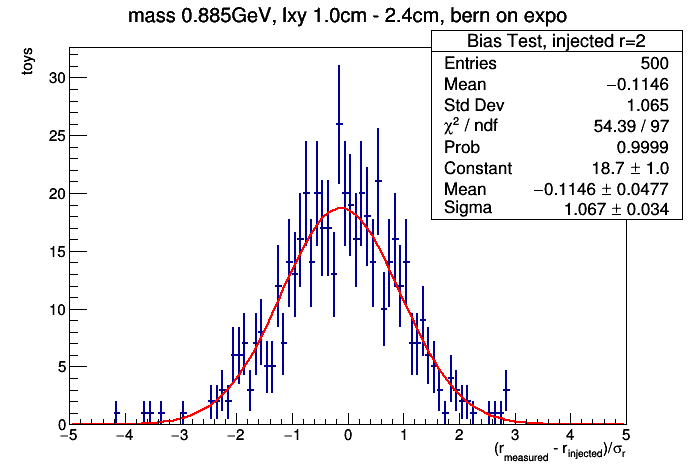 mass 0.885GeV, lxy 1.0cm - 2.4cm, bern on expo
toys
Bias Test, injected r=2
Entries 500
Mean −0.1146
Std Dev 1.065
χ² / ndf 54.39 / 97
Prob 0.9999
Constant 18.7 ± 1.0
Mean −0.1146 ± 0.0477
Sigma 1.067 ± 0.034
30
25
20
15
10
5
0
−5 −4 −3 −2 −1 0 1 2 3 4 5
(r_measured - r_injected)/σ_r